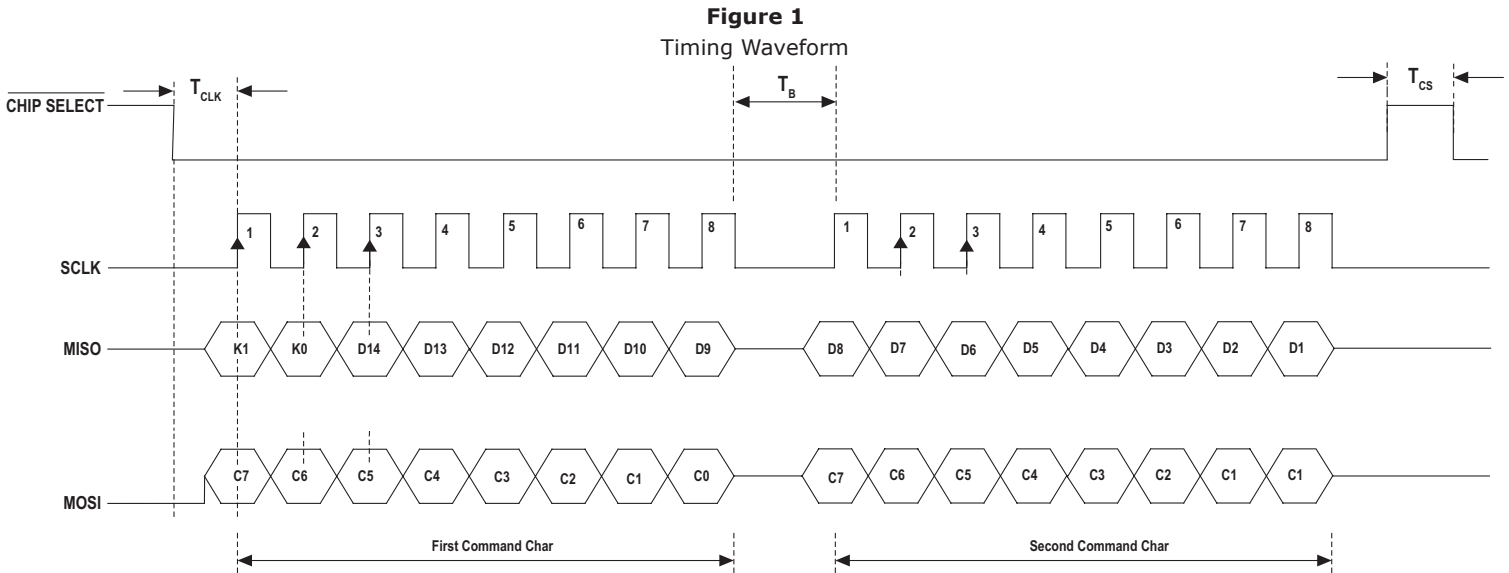 Figure 1
Timing Waveform
TCLK
TB
TCS
CHIP SELECT
1 2 3 4 5 6 7 8 1 2 3 4 5 6 7 8
SCLK
MISO K1 K0 D14 D13 D12 D11 D10 D9 D8 D7 D6 D5 D4 D3 D2 D1
C7 C6 C5 C4 C3 C2 C1 C0 C7 C6 C5 C4 C3 C2 C1 C1
MOSI
First Command Char Second Command Char